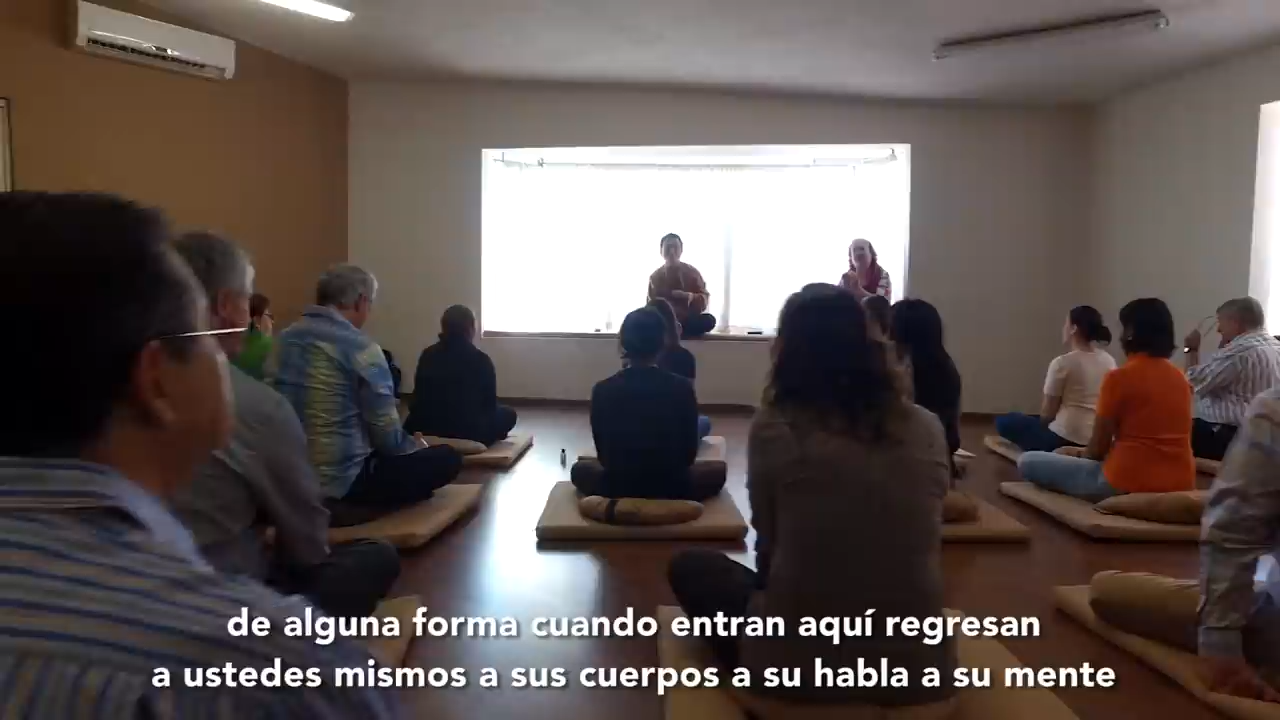 de alguna forma cuando entran aquí regresan
a ustedes mismos a sus cuerpos a su habla a su mente